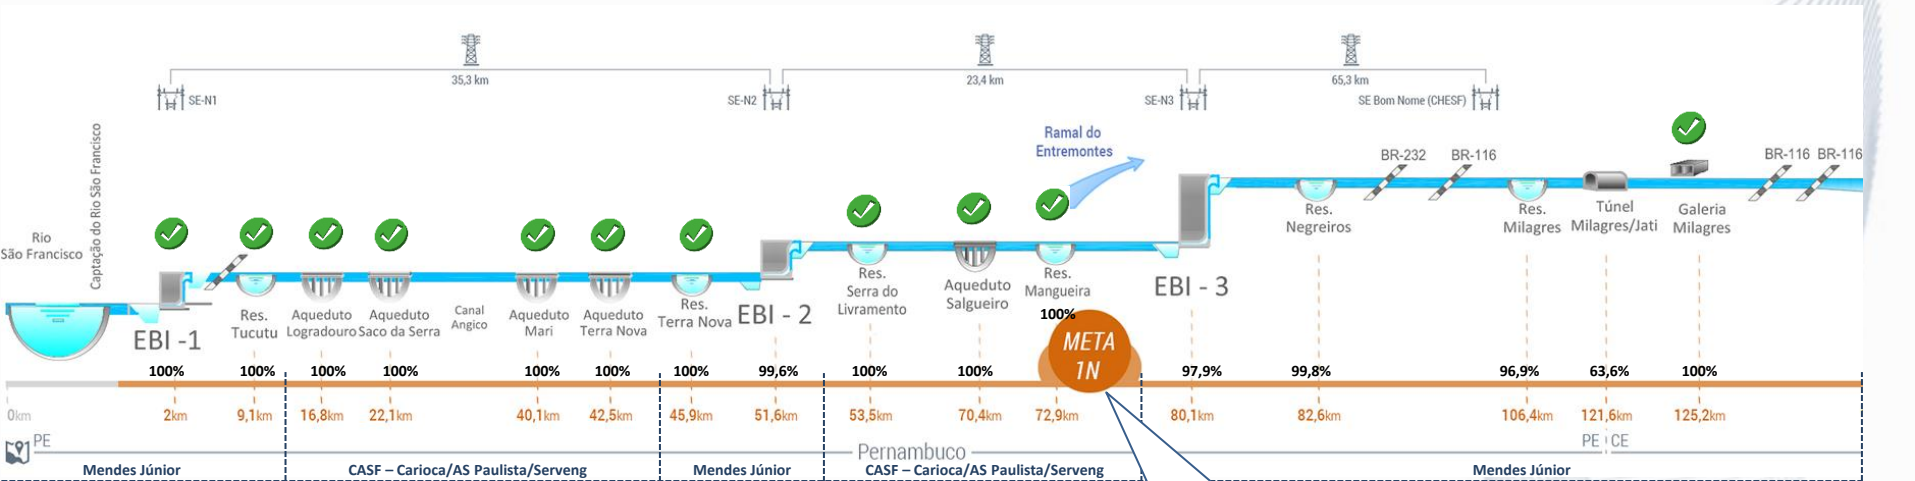 35,3 km
23,4 km
65,3 km
SE-N1
SE-N2
SE-N3
SE Bom Nome (CHESF)
Captação do Rio São Francisco
Ramal do
Entremontes
BR-232
BR-116
BR-116
BR-116
Rio
São Francisco
EBI -1
Res.
Tucutu
Aqueduto
Logradouro
Aqueduto
Saco da Serra
Canal
Angico
Aqueduto
Mari
Aqueduto
Terra Nova
Res.
Terra Nova
EBI - 2
Res.
Serra do
Livramento
Aqueduto
Salgueiro
Res.
Mangueira
EBI - 3
Res.
Negreiros
Res.
Milagres
Túnel
Milagres/Jati
Galeria
Milagres
100%
META
1N
100% 100% 100% 100% 100% 100% 100% 99,6% 100% 100% 97,9% 99,8% 96,9% 63,6% 100%
0km 2km 9,1km 16,8km 22,1km 40,1km 42,5km 45,9km 51,6km 53,5km 70,4km 72,9km 80,1km 82,6km 106,4km 121,6km 125,2km
PE
Pernambuco
PE CE
Mendes Júnior
CASF – Carioca/AS Paulista/Serveng
Mendes Júnior
CASF – Carioca/AS Paulista/Serveng
Mendes Júnior